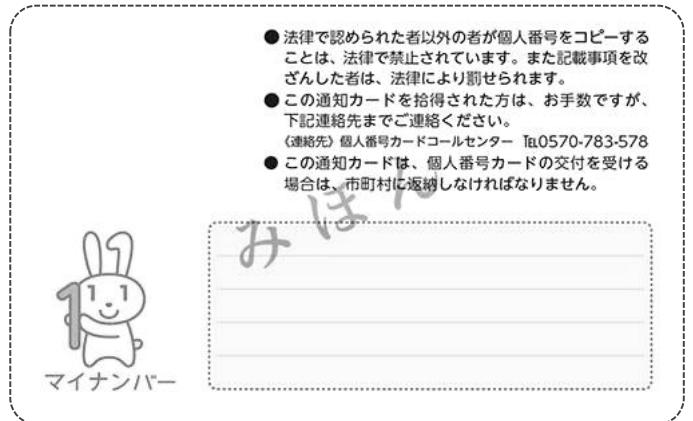 ● 法律で認められた者以外の者が個人番号をコピーする
ことは、法律で禁止されています。また記載事項を改
ざんした者は、法律により罰せられます。
● この通知カードを拾得された方は、お手数ですが、
下記連絡先までご連絡ください。
《連絡先》個人番号カードコールセンター ℡0570-783-578
● この通知カードは、個人番号カードの交付を受ける
場合は、市町村に返納しなければなりません。
みほん
1
マイナンバー